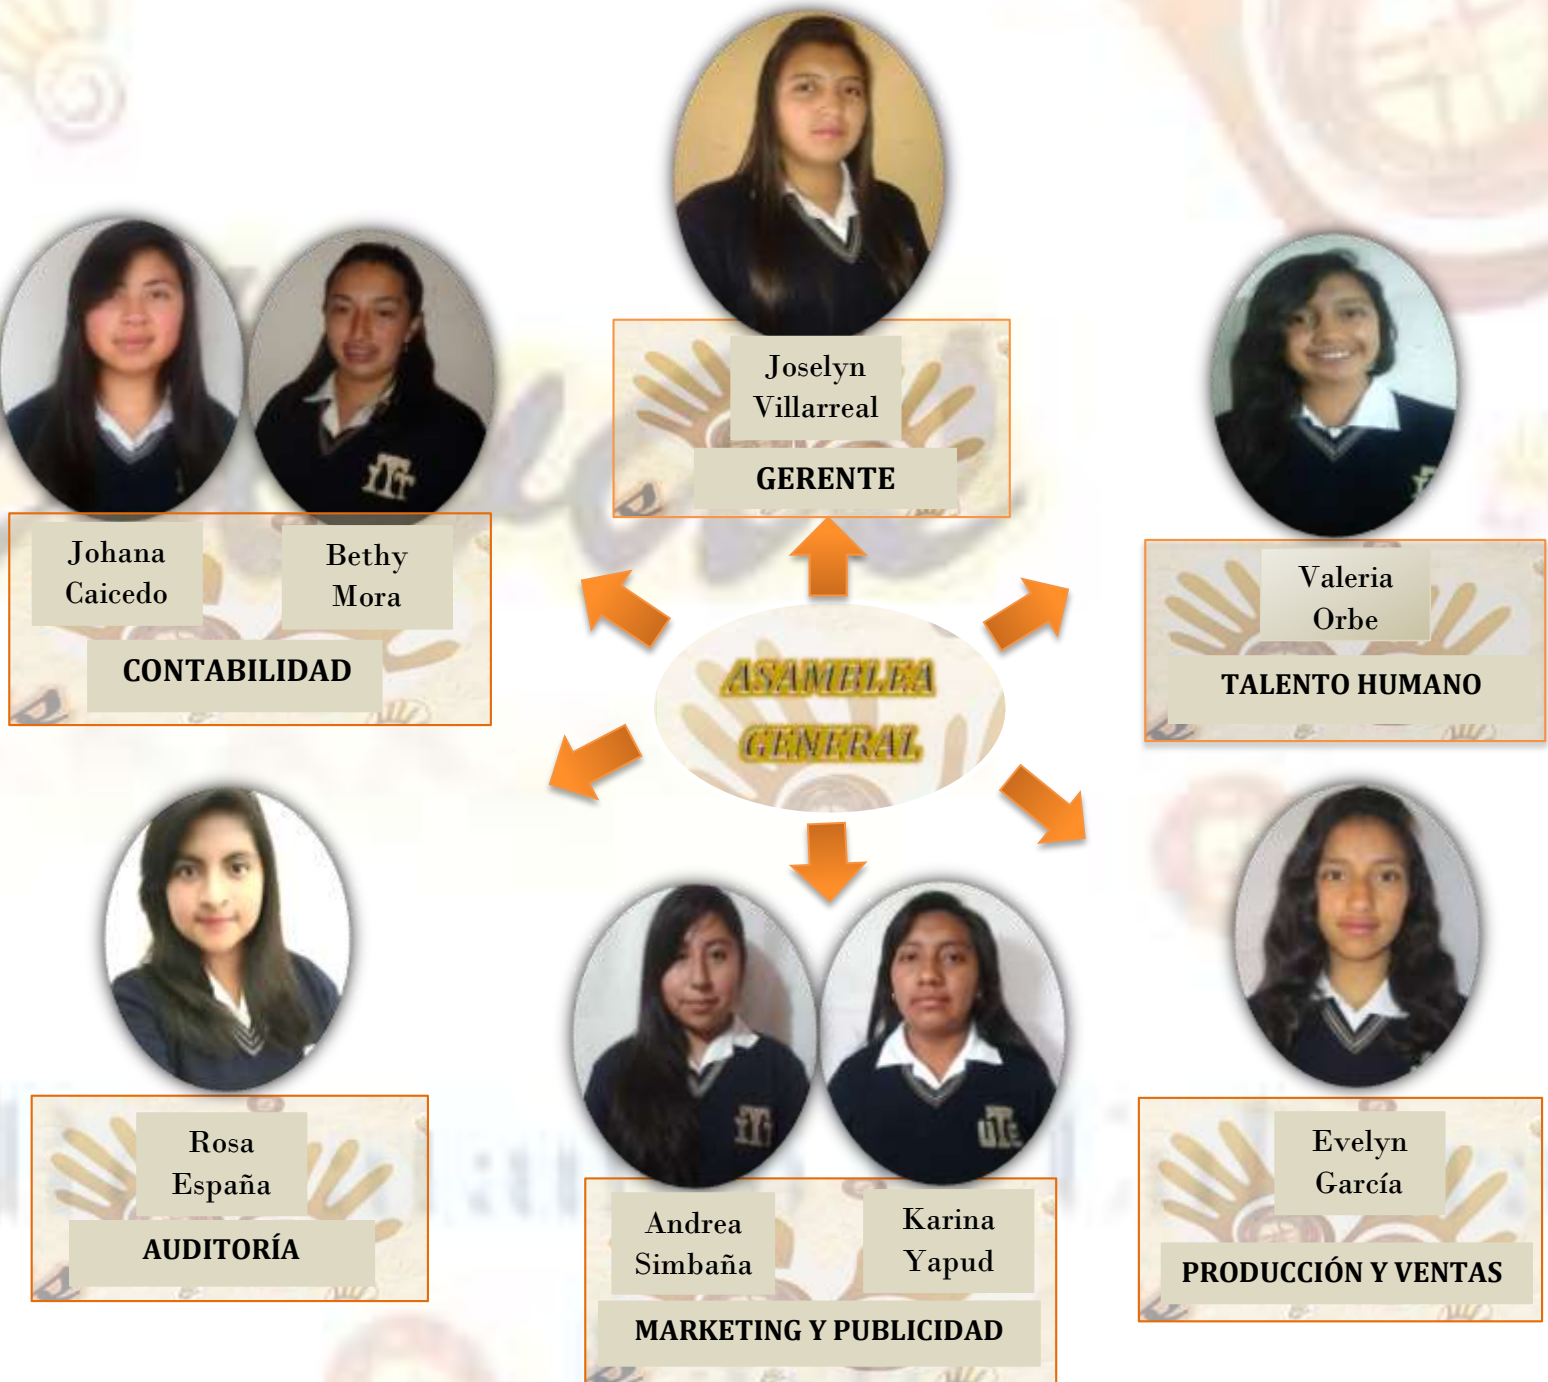 Joselyn
Villarreal
GERENTE
Johana
Caicedo
Bethy
Mora
CONTABILIDAD
Valeria
Orbe
TALENTO HUMANO
ASAMBLEA
GENERAL
Rosa
España
AUDITORÍA
Andrea
Simbaña
Karina
Yapud
MARKETING Y PUBLICIDAD
Evelyn
García
PRODUCCIÓN Y VENTAS
UTE